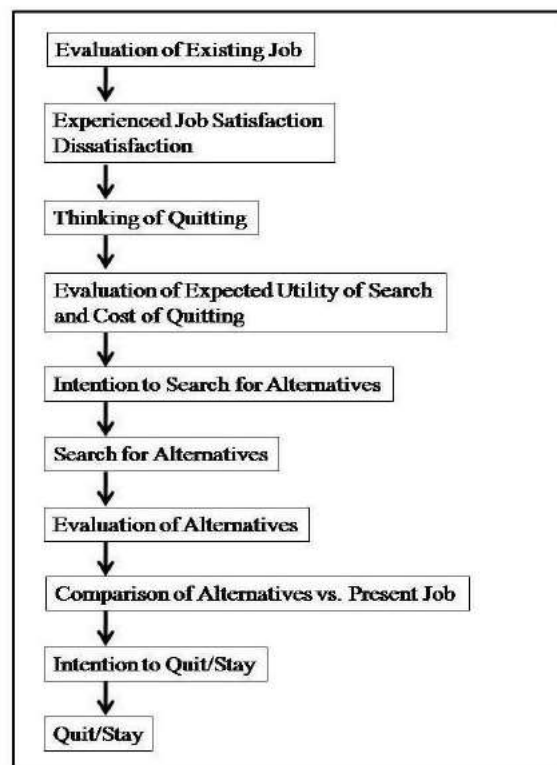 Evaluation of Existing Job
Experienced Job Satisfaction
Dissatisfaction
Thinking of Quitting
Evaluation of Expected Utility of Search
and Cost of Quitting
Intention to Search for Alternatives
Search for Alternatives
Evaluation of Alternatives
Comparison of Alternatives vs. Present Job
Intention to Quit/Stay
Quit/Stay